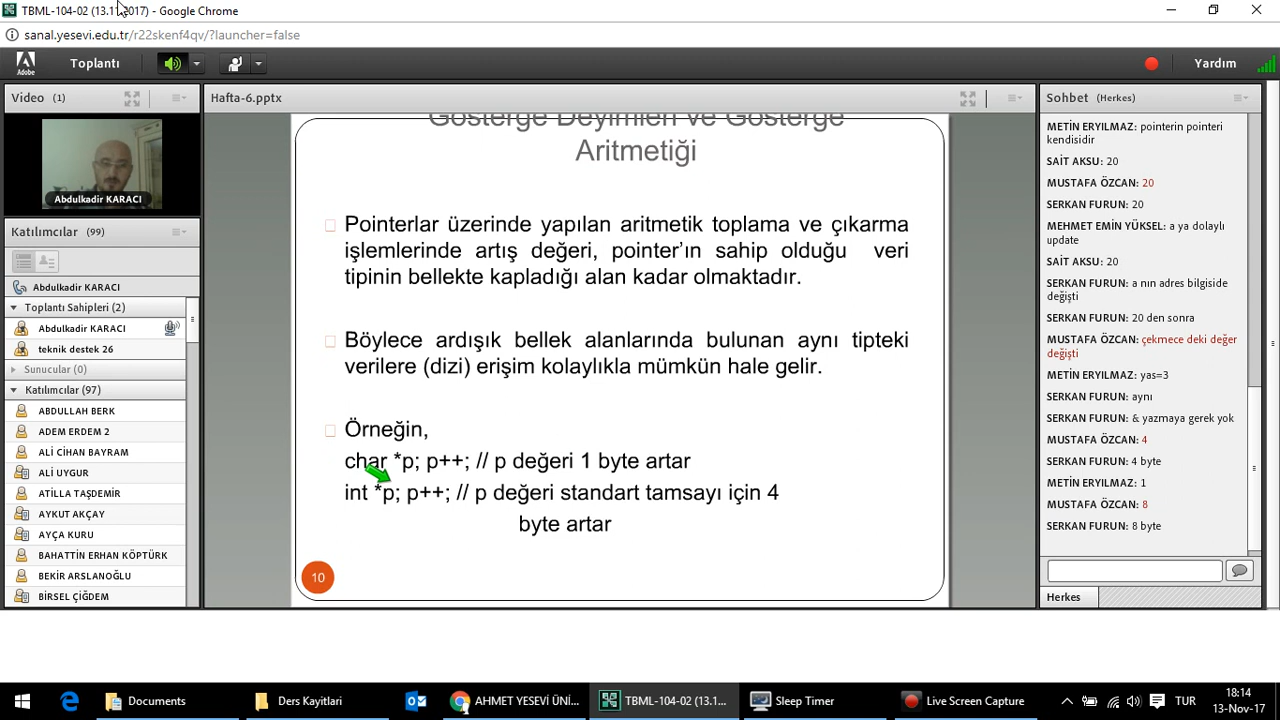 TBML-104-02 (13.11.2017) - Google Chrome
sanal.yesevi.edu.tr/r22skenf4qv/?launcher=false
Adobe
Toplantı
Yardım
Video (1)
Abdulkadir KARACI
Katılımcılar (99)
Abdulkadir KARACI
Toplantı Sahipleri (2)
Abdulkadir KARACI
teknik destek 26
Sunucular (0)
Katılımcılar (97)
ABDULLAH BERK
ADEM ERDEM 2
ALİ CİHAN BAYRAM
ALİ UYGUR
ATİLLA TAŞDEMİR
AYKUT AKÇAY
AYÇA KURU
BAHATTİN ERHAN KÖPTÜRK
BEKİR ARSLANOĞLU
BİRSEL ÇİĞDEM
Hafta-6.pptx
Gösterge Deyimleri ve Gösterge
Aritmetiği
Pointerlar üzerinde yapılan aritmetik toplama ve çıkarma
işlemlerinde artış değeri, pointer’ın sahip olduğu veri
tipinin bellekte kapladığı alan kadar olmaktadır.
Böylece ardışık bellek alanlarında bulunan aynı tipteki
verilere (dizi) erişim kolaylıkla mümkün hale gelir.
Örneğin,
char *p; p++; // p değeri 1 byte artar
int *p; p++; // p değeri standart tamsayı için 4
byte artar
10
Sohbet (Herkes)
METİN ERYILMAZ: pointerin pointeri
kendisidir
SAİT AKSU: 20
MUSTAFA ÖZCAN: 20
SERKAN FURUN: 20
MEHMET EMİN YÜKSEL: a ya dolaylı
update
SAİT AKSU: 20
SERKAN FURUN: a nın adres bilgiside
değişti
SERKAN FURUN: 20 den sonra
MUSTAFA ÖZCAN: çekmece deki değer
değişti
METİN ERYILMAZ: yas=3
SERKAN FURUN: aynı
SERKAN FURUN: & yazmaya gerek yok
MUSTAFA ÖZCAN: 4
SERKAN FURUN: 4 byte
METİN ERYILMAZ: 1
MUSTAFA ÖZCAN: 8
SERKAN FURUN: 8 byte
Herkes
Documents
Ders Kayitlari
AHMET YESEVİ ÜNİ...
TBML-104-02 (13.1...
Sleep Timer
Live Screen Capture
TUR
18:14
13-Nov-17